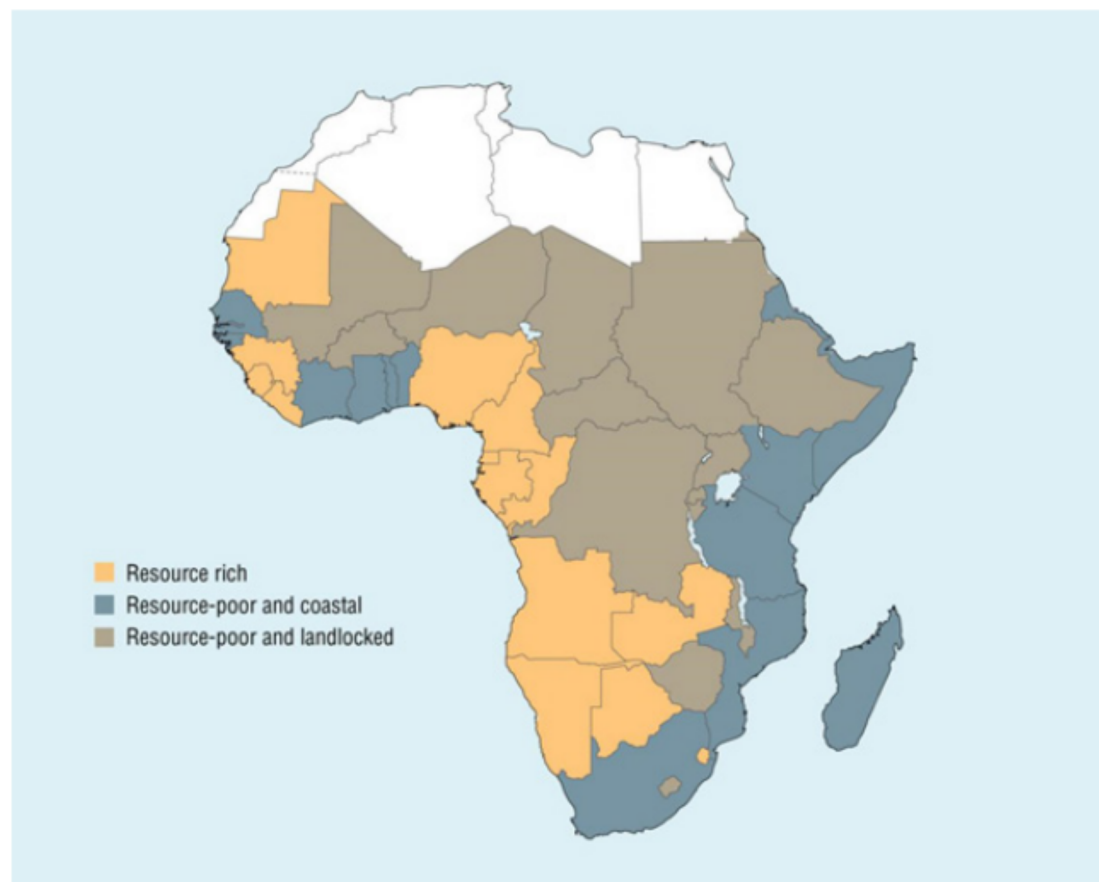 Resource rich
Resource-poor and coastal
Resource-poor and landlocked